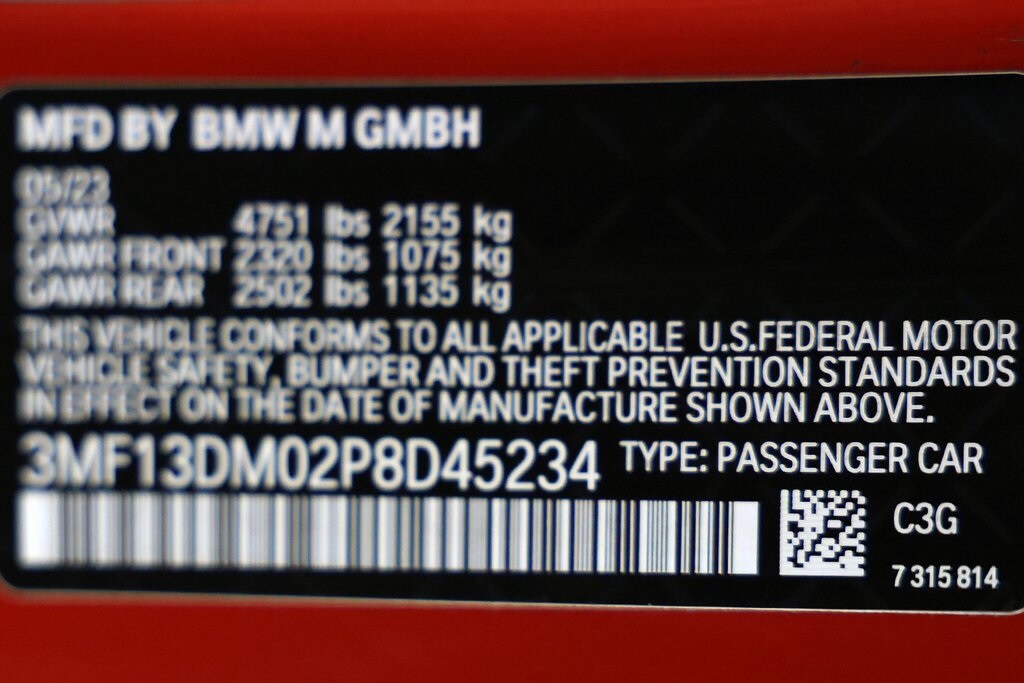 MFD BY BMW M GMBH
05/23
GVWR 4751 lbs 2155 kg
GAWR FRONT 2320 lbs 1075 kg
GAWR REAR 2502 lbs 1135 kg
THIS VEHICLE CONFORMS TO ALL APPLICABLE U.S.FEDERAL MOTOR
VEHICLE SAFETY, BUMPER AND THEFT PREVENTION STANDARDS
IN EFFECT ON THE DATE OF MANUFACTURE SHOWN ABOVE.
3MF13DM02P8D45234 TYPE: PASSENGER CAR
C3G
7 315 814